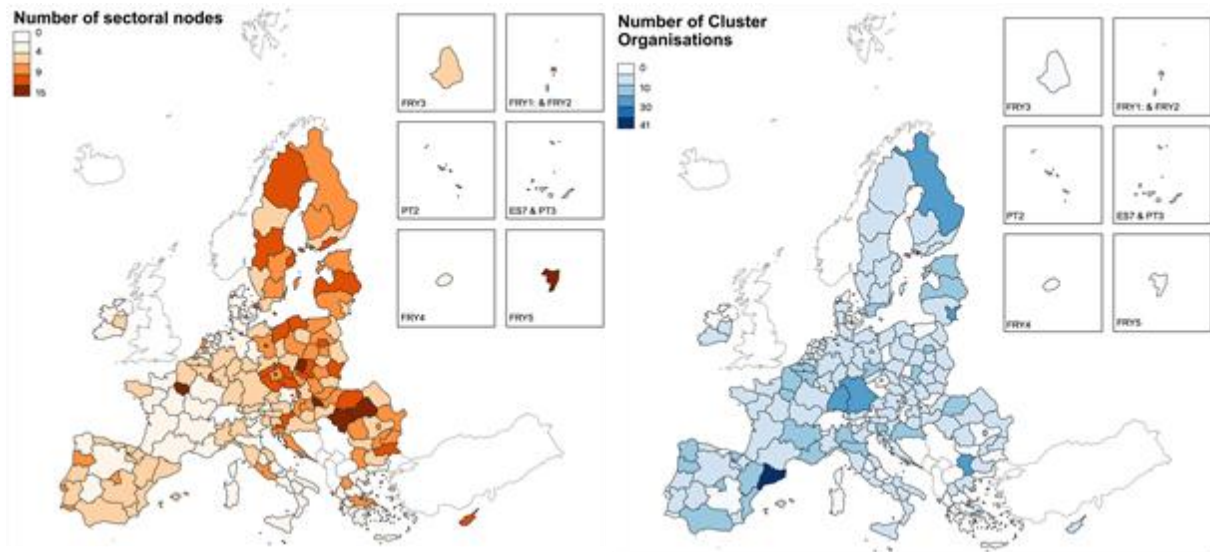 Number of sectoral nodes
0
4
9
15
FRY3
FRY1: & FRY2
PT2
ES7 & PT3
FRY4
FRY5
Number of Cluster
Organisations
0
10
30
41
FRY3
FRY1: & FRY2
PT2
ES7 & PT3
FRY4
FRY5